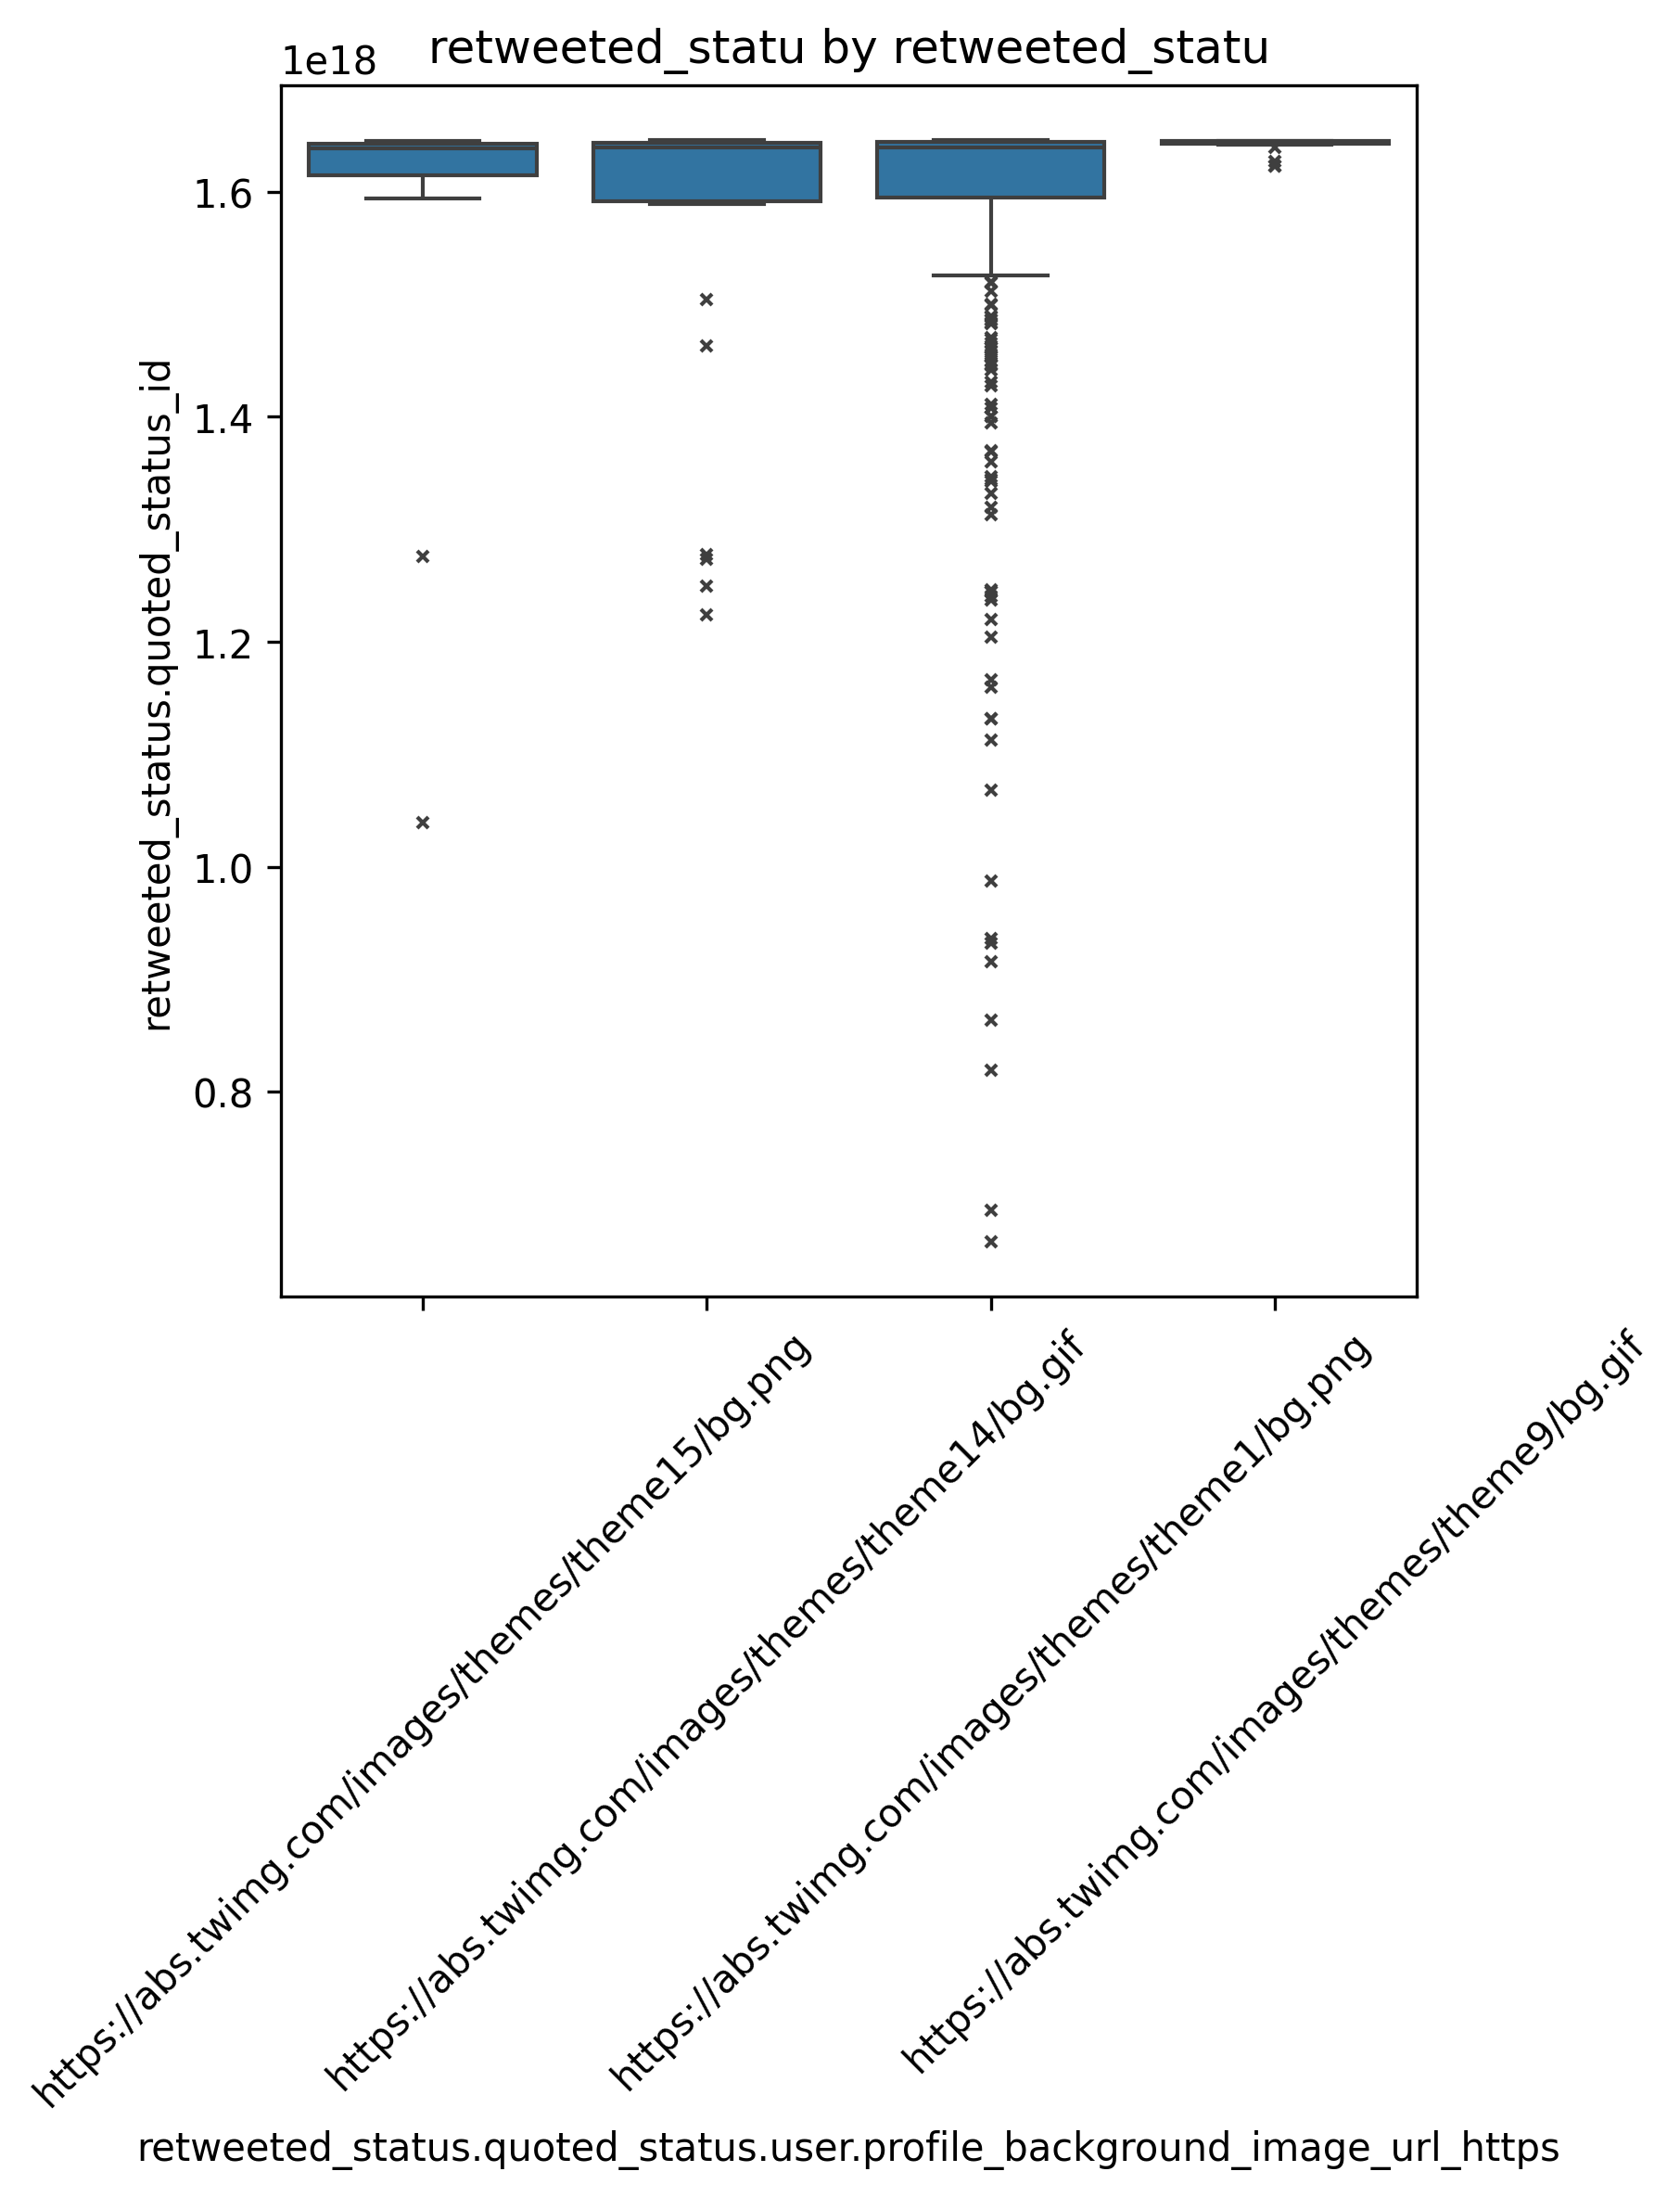 retweeted_statu by retweeted_statu
1e18
retweeted_status.quoted_status_id
1.6
1.4
1.2
1.0
0.8
https://abs.twimg.com/images/themes/theme15/bg.png
https://abs.twimg.com/images/themes/theme14/bg.gif
https://abs.twimg.com/images/themes/theme1/bg.png
https://abs.twimg.com/images/themes/theme9/bg.gif
retweeted_status.quoted_status.user.profile_background_image_url_https